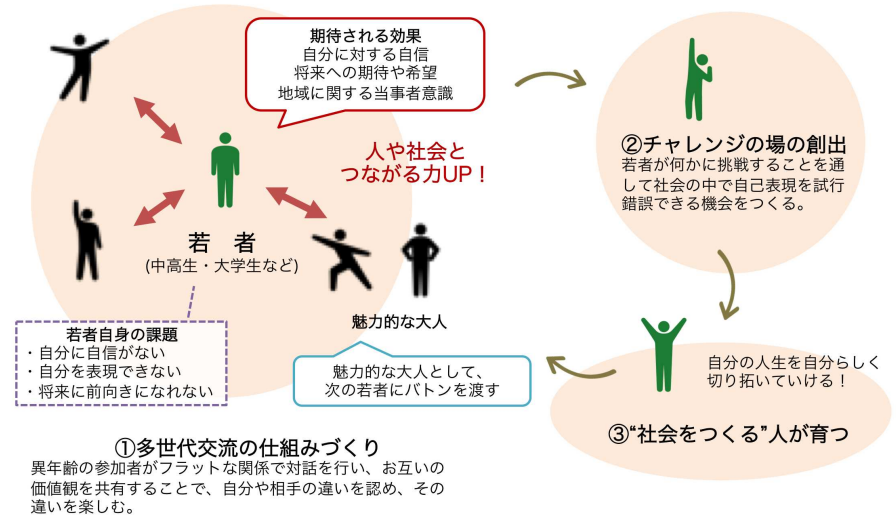 期待される効果
自分に対する自信
将来への期待や希望
地域に関する当事者意識
人や社会と
つながる力UP！
若　者
(中高生・大学生など)
魅力的な大人
若者自身の課題
・自分に自信がない
・自分を表現できない
・将来に前向きになれない
魅力的な大人として、
次の若者にバトンを渡す
①多世代交流の仕組みづくり
異年齢の参加者がフラットな関係で対話を行い、お互いの
価値観を共有することで、自分や相手の違いを認め、その
違いを楽しむ。
②チャレンジの場の創出
若者が何かに挑戦することを通
して社会の中で自己表現を試行
錯誤できる機会をつくる。
自分の人生を自分らしく
切り拓いていける！
③“社会をつくる”人が育つ